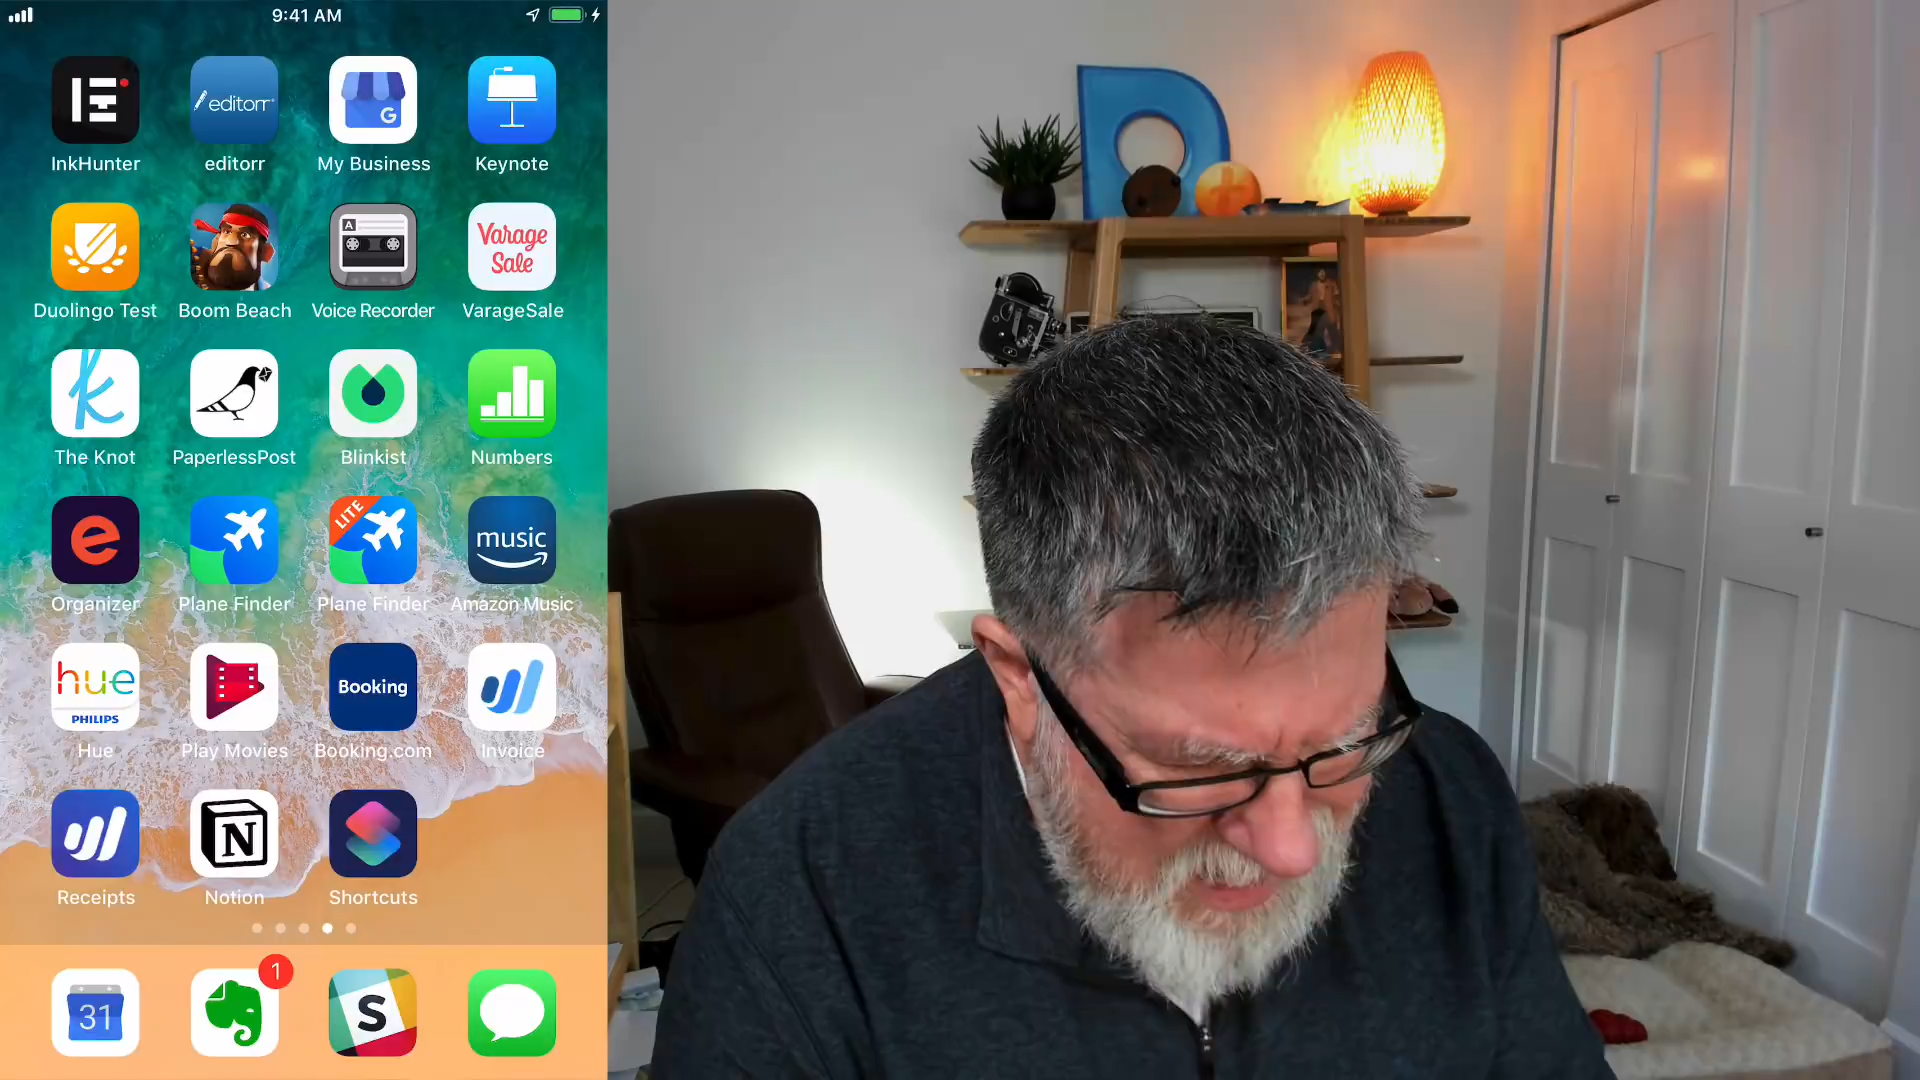 9:41 AM
editorr
G
InkHunter editorr My Business Keynote
A
Varage
Sale
Duolingo Test Boom Beach Voice Recorder VarageSale
k
The Knot PaperlessPost Blinkist Numbers
e
LITE
music
Organizer Plane Finder Plane Finder Amazon Music
hue
PHILIPS
Booking
Hue Play Movies Booking.com Invoice
N
Receipts Notion Shortcuts
1
31
S